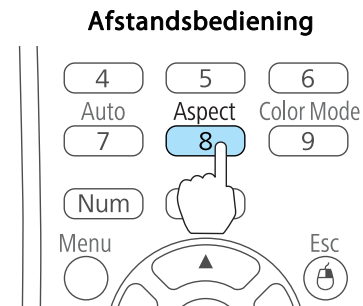 Afstandsbediening
4 5 6
Auto Aspect Color Mode
7 8 9
Num
Menu Esc